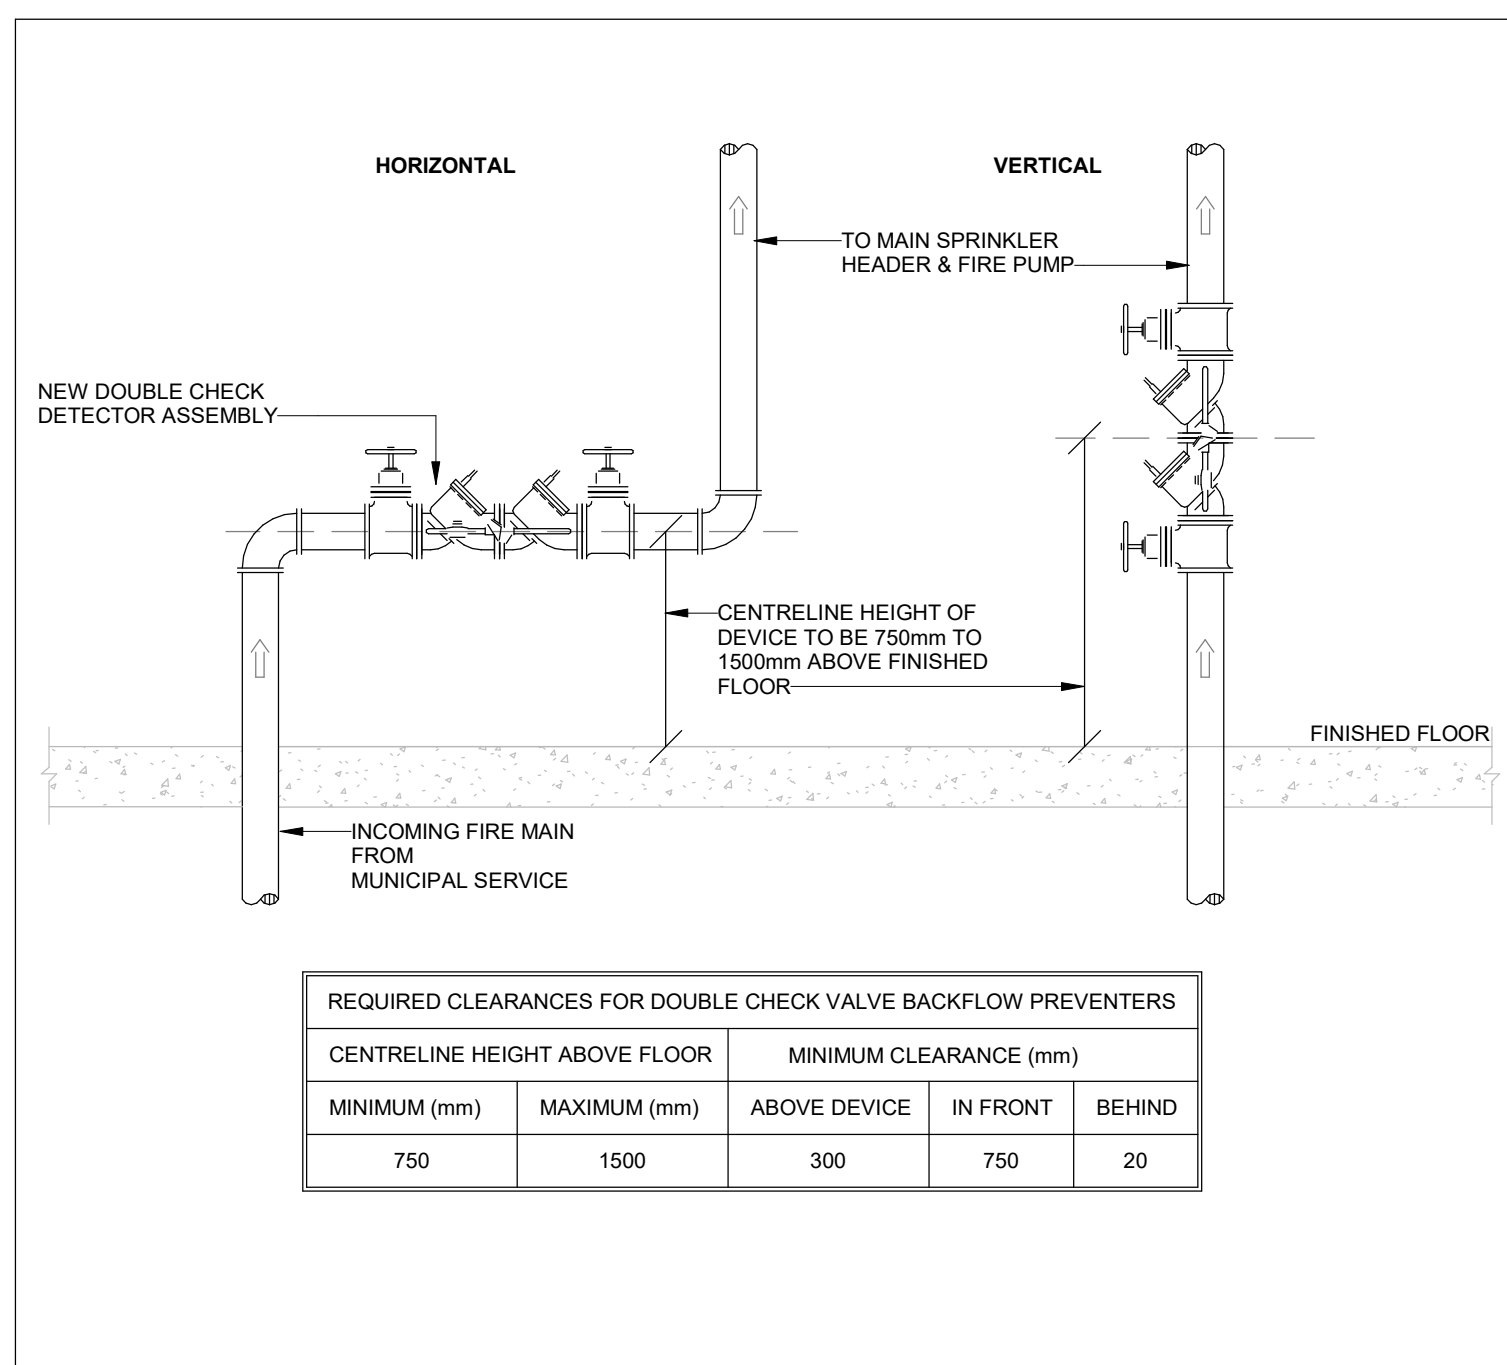 HORIZONTAL
VERTICAL
TO MAIN SPRINKLER
HEADER & FIRE PUMP
NEW DOUBLE CHECK
DETECTOR ASSEMBLY
CENTRELINE HEIGHT OF
DEVICE TO BE 750mm TO
1500mm ABOVE FINISHED
FLOOR
FINISHED FLOOR
INCOMING FIRE MAIN
FROM
MUNICIPAL SERVICE
REQUIRED CLEARANCES FOR DOUBLE CHECK VALVE BACKFLOW PREVENTERS
CENTRELINE HEIGHT ABOVE FLOOR MINIMUM CLEARANCE (mm)
MINIMUM (mm) MAXIMUM (mm) ABOVE DEVICE IN FRONT BEHIND
750 1500 300 750 20